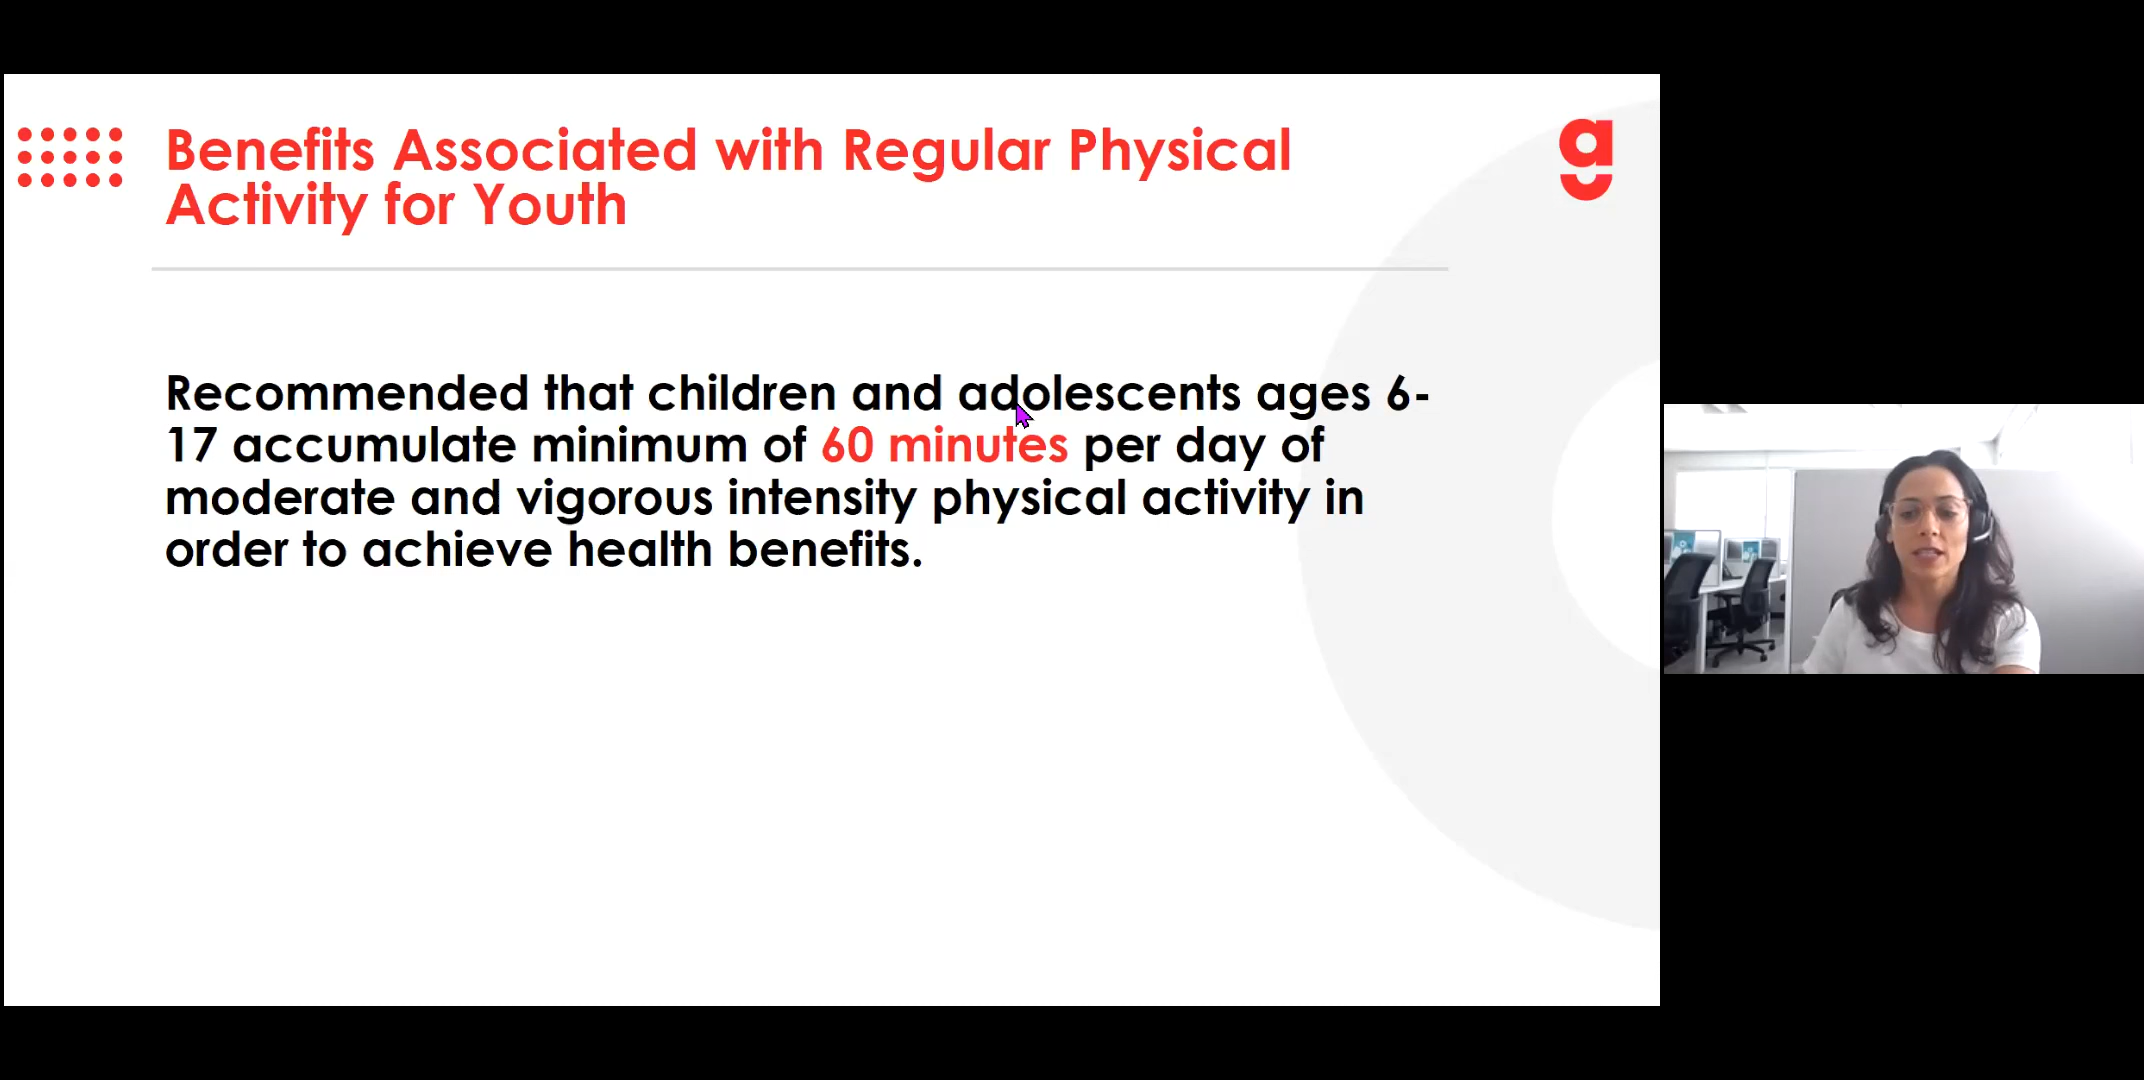 Benefits Associated with Regular Physical
Activity for Youth
g
Recommended that children and adolescents ages 6-
17 accumulate minimum of 60 minutes per day of
moderate and vigorous intensity physical activity in
order to achieve health benefits.